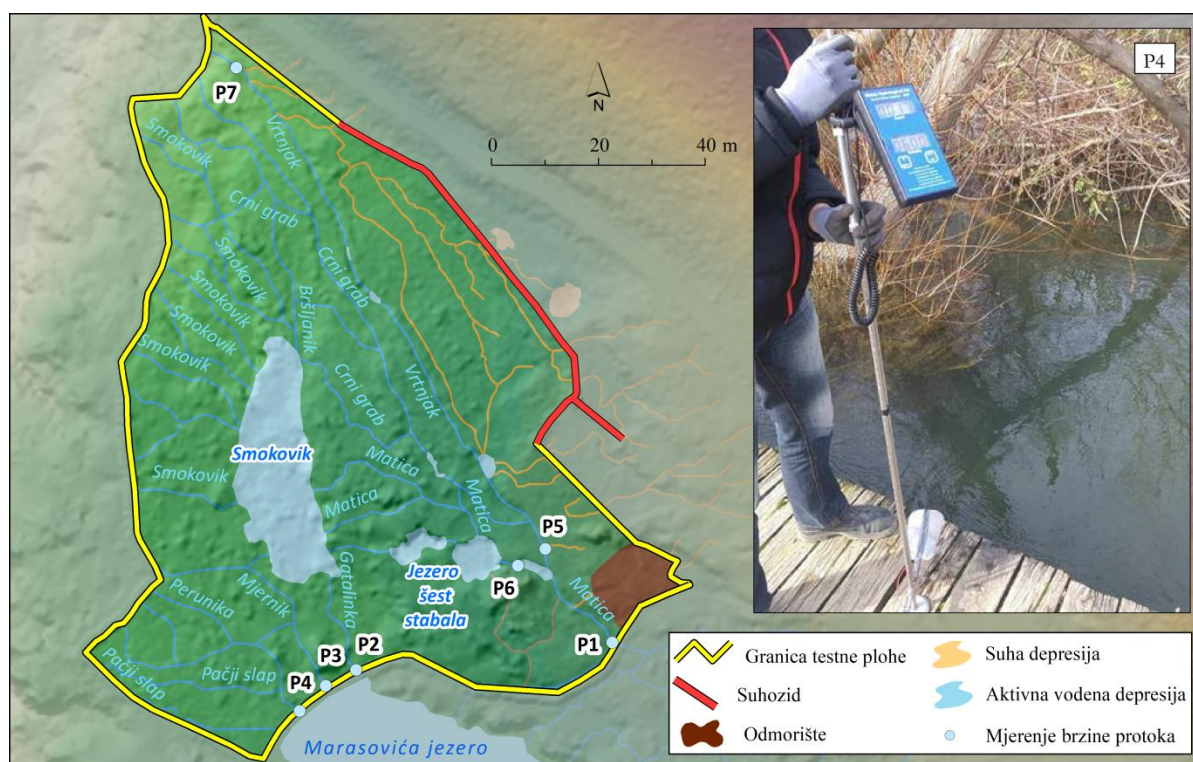 P7
Vrtnjak
N
0 20 40 m
Smokovik
Crni grab
Smokovik
Crni grab
Smokovik
Bršljanik
Smokovik
Smokovik
Crni grab
Vrtnjak
Smokovik
Matica
Smokovik
Matica
Matica
P5
Gatalinka
Jezero
šest
stabala
P6
Mjernik
Perunika
Matica
P1
P2
P3
Pačji slap
P4
Pačji slap
Marasovića jezero
P4
Granica testne plohe
Suhozid
Odmorište
Suha depresija
Aktivna vodena depresija
Mjerenje brzine protoka